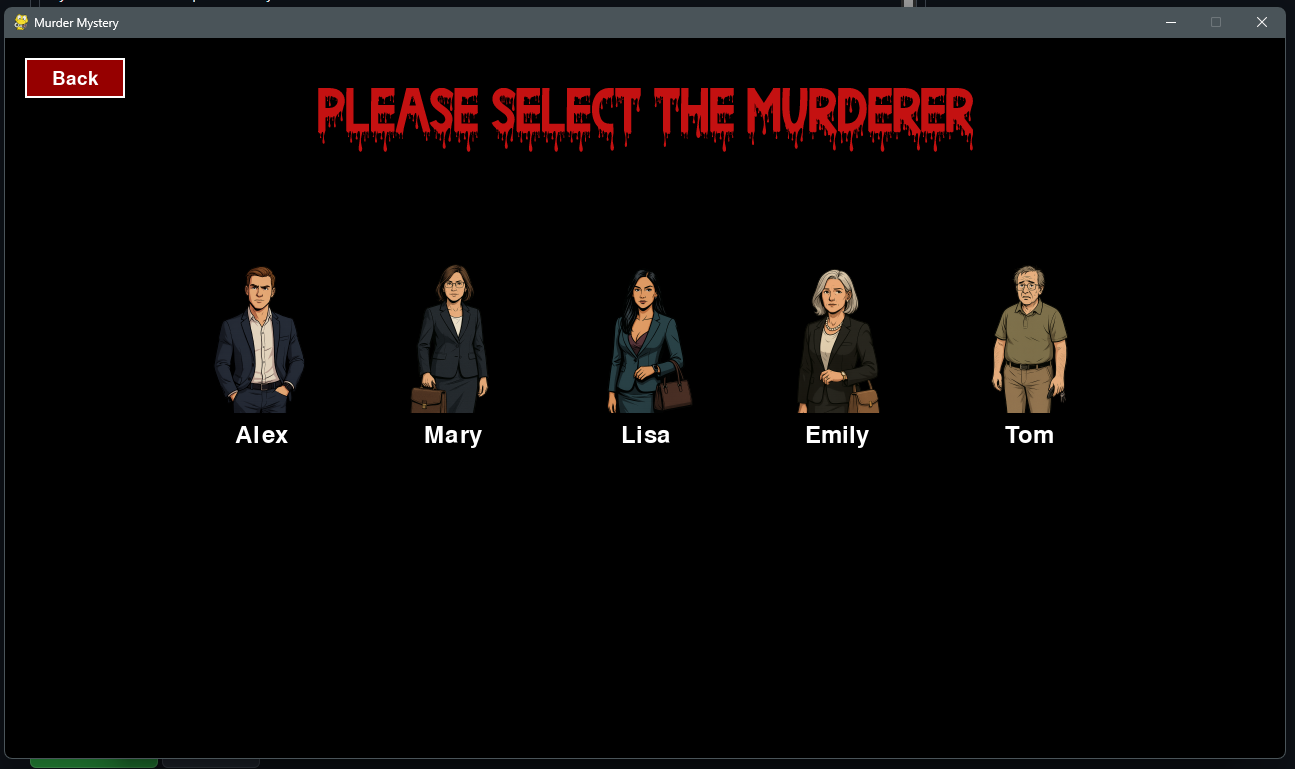 Murder Mystery
Back
PLEASE SELECT THE MURDERER
Alex
Mary
Lisa
Emily
Tom